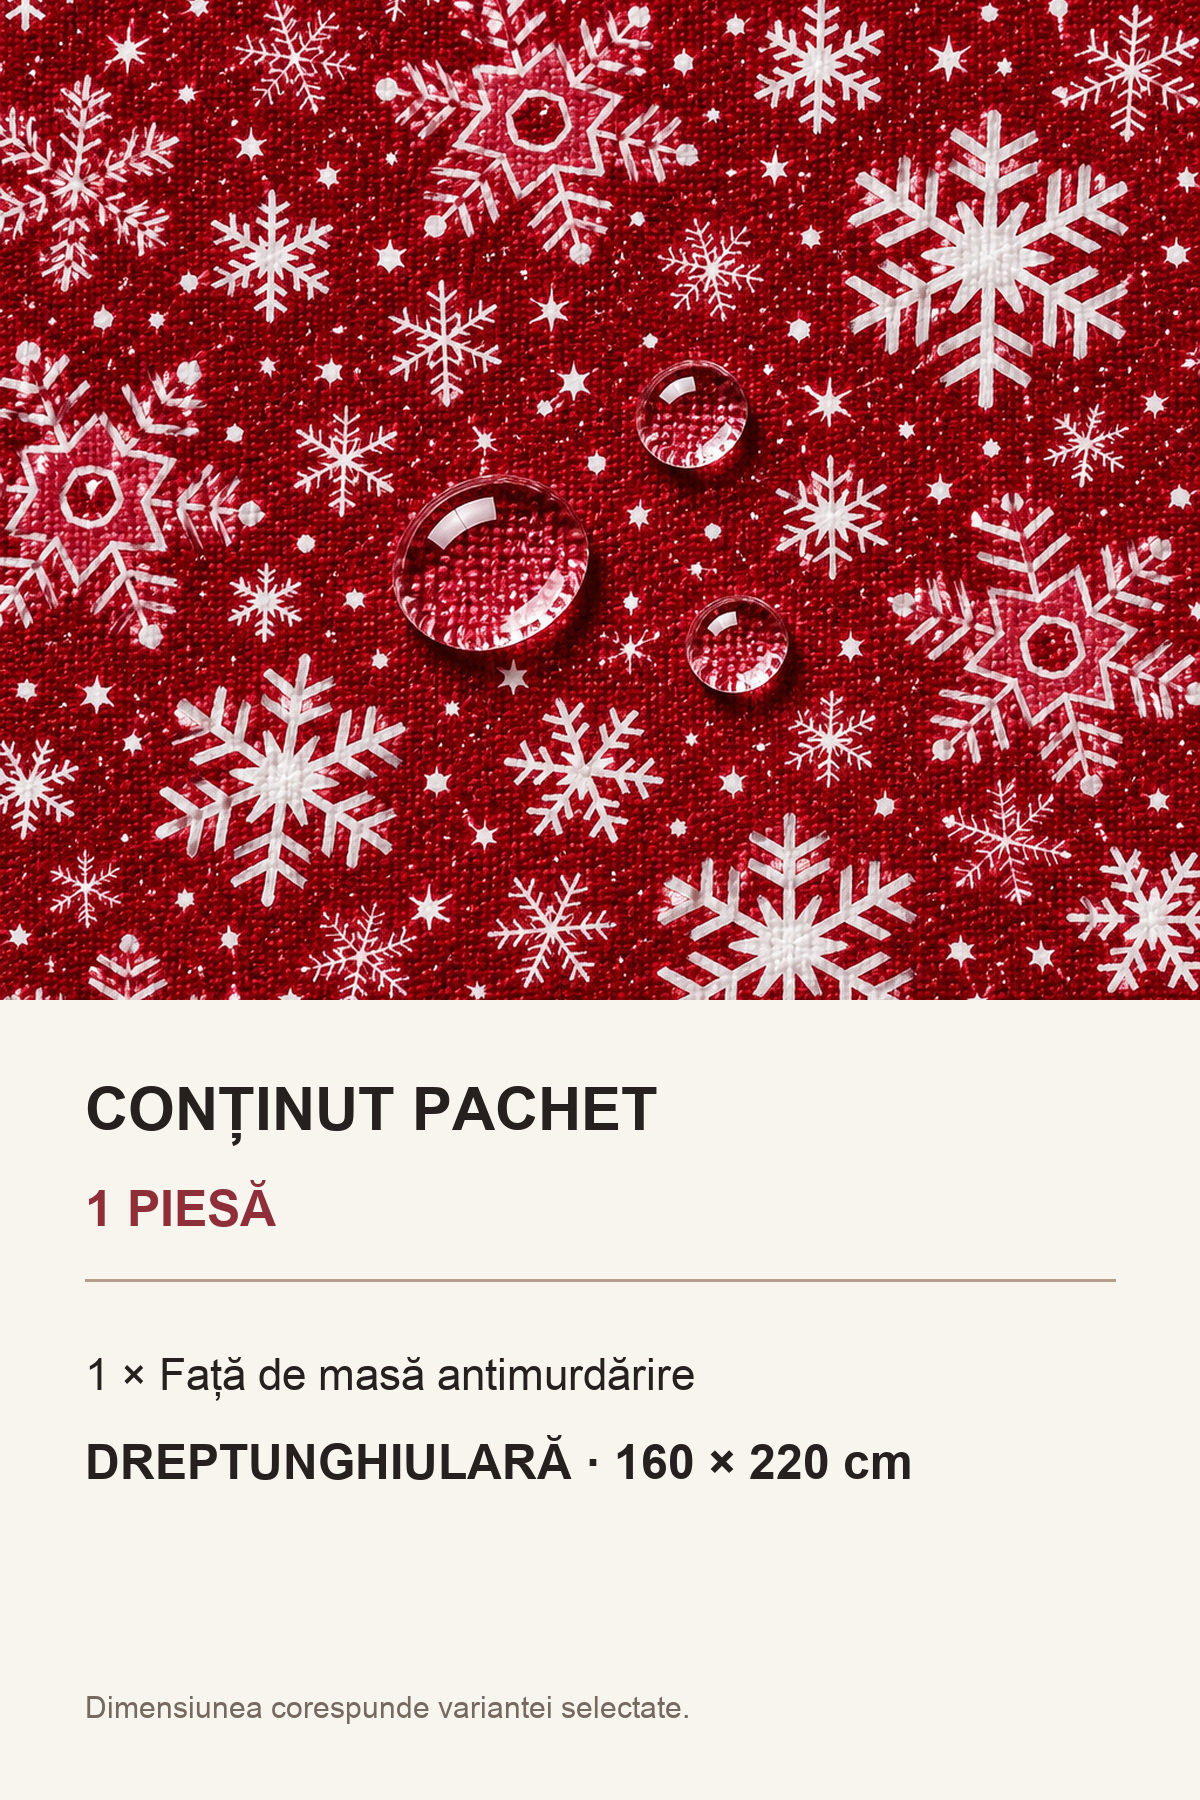 CONȚINUT PACHET
1 PIESĂ
1 × Față de masă antimurdărire
DREPTUNGHIULARĂ · 160 × 220 cm
Dimensiunea corespunde variantei selectate.